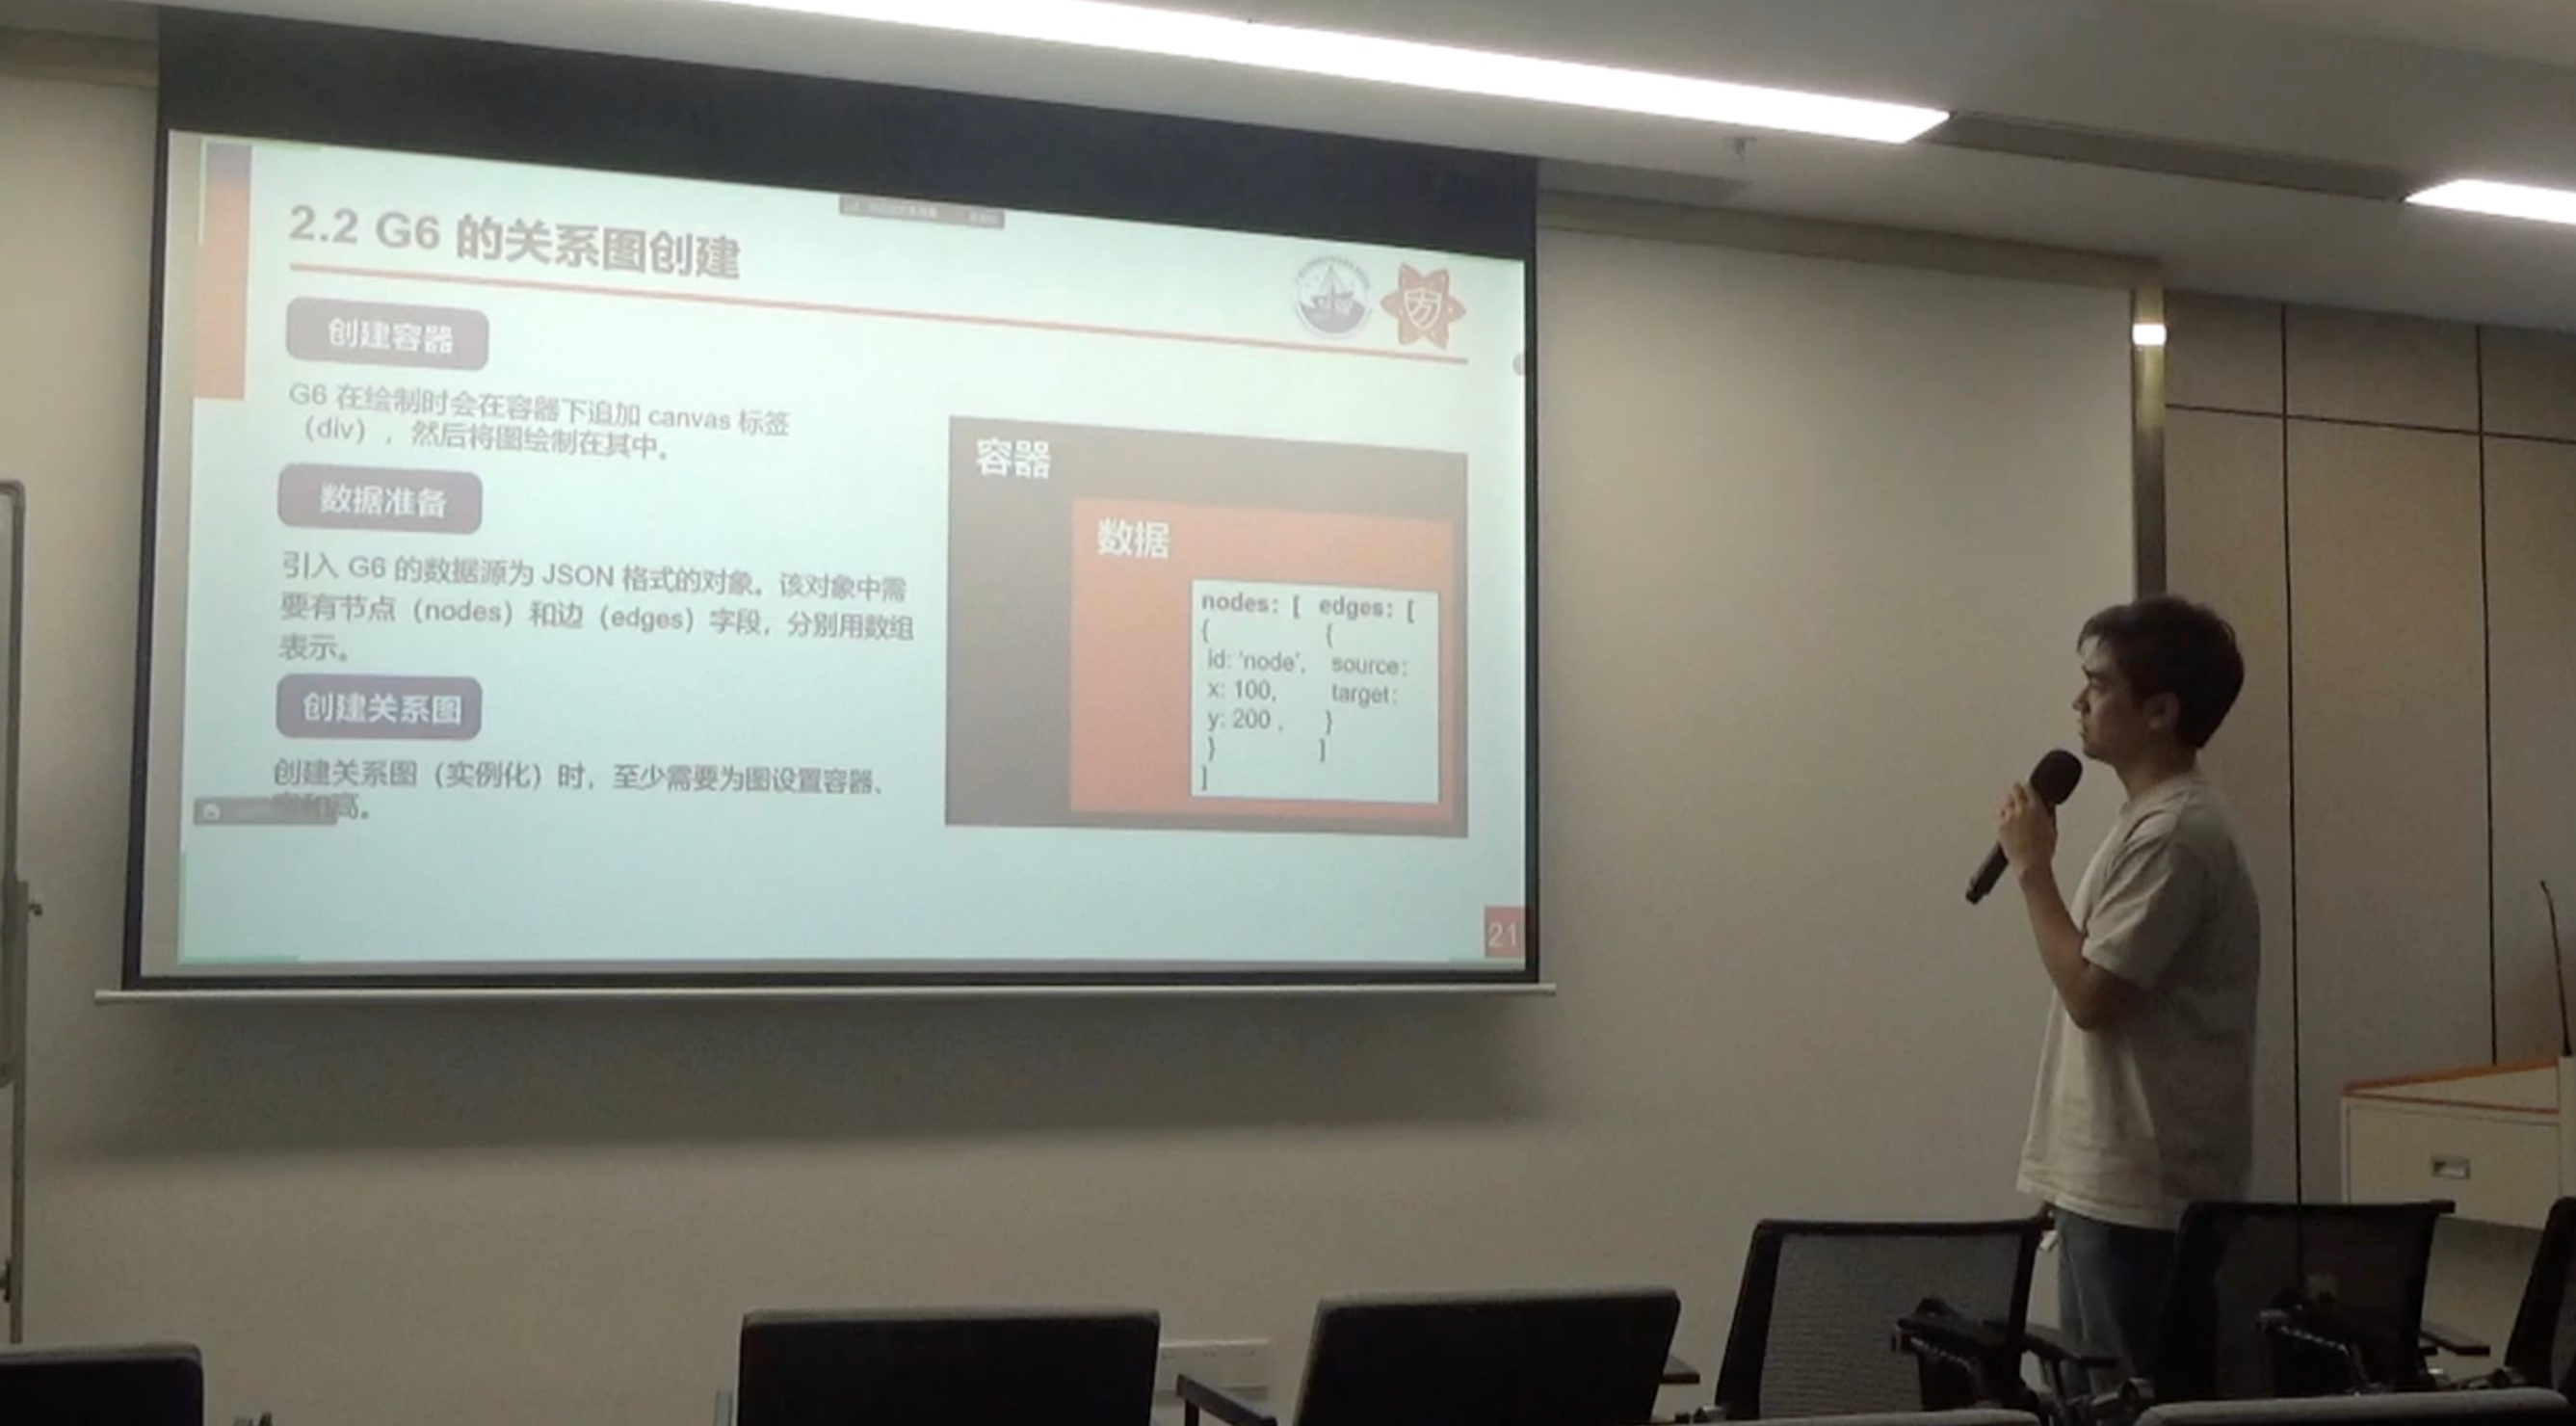 2.2 G6 的关系图创建
创建容器
G6 在绘制时会在容器下追加 canvas 标签
（div），然后将图绘制在其中。
数据准备
引入 G6 的数据源为 JSON 格式的对象。该对象中需
要有节点（nodes）和边（edges）字段，分别用数组
表示。
创建关系图
创建关系图（实例化）时，至少需要为图设置容器、
和高。
容器
数据
nodes: [ edges: [
{ {
id: 'node', source:
x: 100, target:
y: 200 , }
} ]
]
21